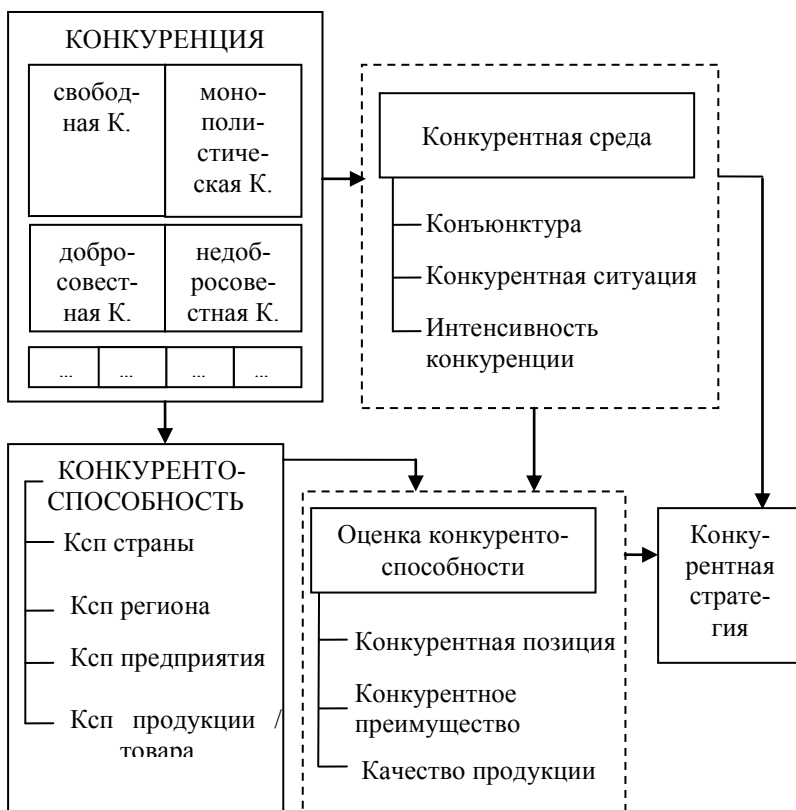 КОНКУРЕНЦИЯ
свобод-
ная К.
моно-
поли-
стиче-
ская К.
добро-
совест-
ная К.
недоб-
росове-
стная К.
... ... ... ...
Конкурентная среда
Конъюнктура
Конкурентная ситуация
Интенсивность
конкуренции
КОНКУРЕНТО-
СПОСОБНОСТЬ
Ксп страны
Ксп региона
Ксп предприятия
Ксп продукции /
товара
Оценка конкуренто-
способности
Конкурентная позиция
Конкурентное
преимущество
Качество продукции
Конку-
рентная
страте-
гия